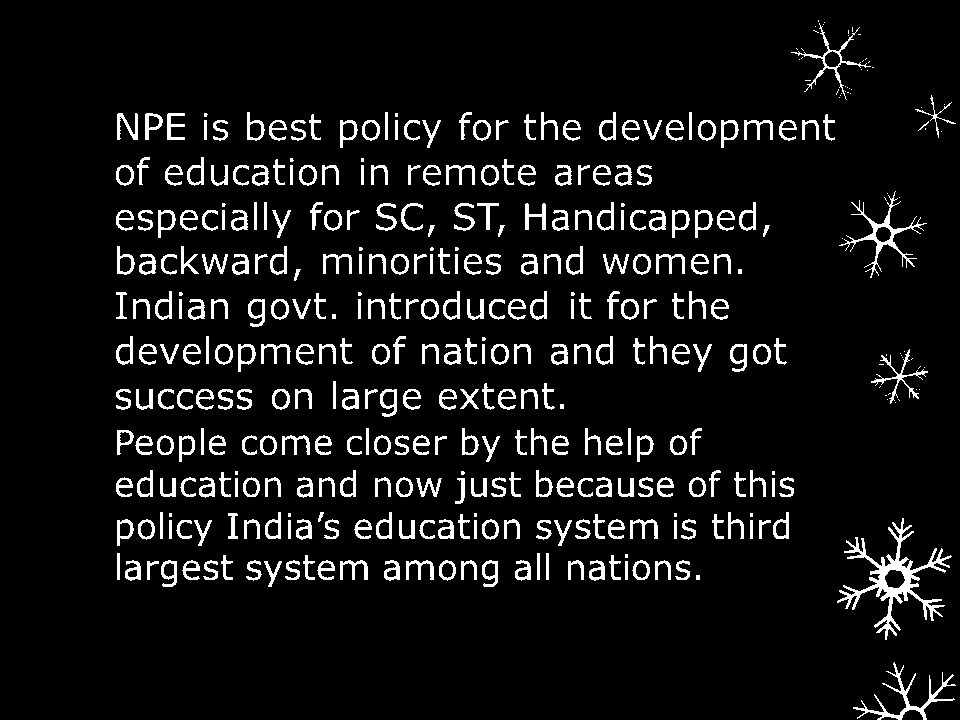 NPE is best policy for the development
of education in remote areas
especially for SC, ST, Handicapped,
backward, minorities and women.
Indian govt. introduced it for the
development of nation and they got
success on large extent.
People come closer by the help of
education and now just because of this
policy India’s education system is third
largest system among all nations.